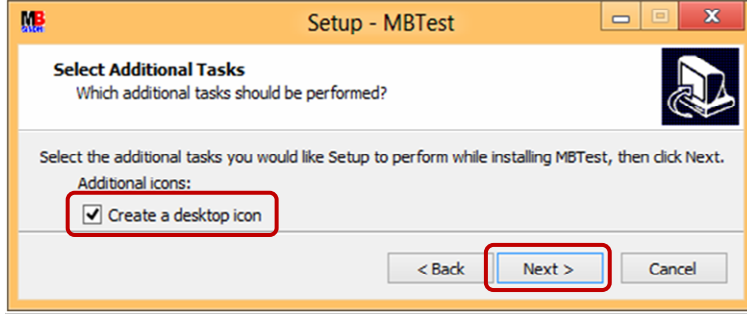 MB
Setup - MBTest
Select Additional Tasks
Which additional tasks should be performed?
Select the additional tasks you would like Setup to perform while installing MBTest, then click Next.
Additional icons:
Create a desktop icon
< Back
Next >
Cancel